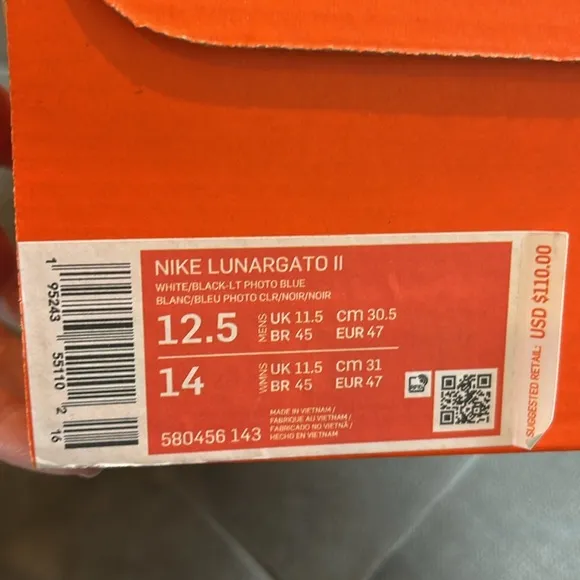 NIKE LUNARGATO II
WHITE/BLACK-LT PHOTO BLUE
BLANC/BLEU PHOTO CLR/NOIR/NOIR
12.5 MENS UK 11.5 cm 30.5
BR 45 EUR 47
14 WMNS UK 11.5 cm 31
BR 45 EUR 47
580456 143
MADE IN VIETNAM /
FABRIQUE AU VIETNAM /
FABRICADO NO VIETNÃ /
HECHO EN VIETNAM
1 95243 55110 2 16
SUGGESTED RETAIL: USD $110.00